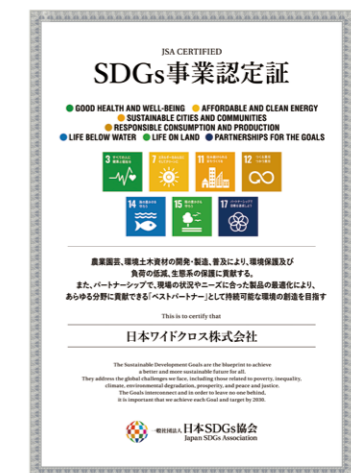 JSA CERTIFIED
SDGs事業認定証
GOOD HEALTH AND WELL-BEING AFFORDABLE AND CLEAN ENERGY
SUSTAINABLE CITIES AND COMMUNITIES
RESPONSIBLE CONSUMPTION AND PRODUCTION
LIFE BELOW WATER LIFE ON LAND PARTNERSHIPS FOR THE GOALS
3 7 11 12
14 15 17
農業園芸、環境土木資材の開発・製造、普及により、環境保護及び
負荷の低減、生態系の保護に貢献する。
また、パートナーシップで、現場の状況やニーズに合った製品の最適化により、
あらゆる分野に貢献できる「ベストパートナー」として持続可能な環境の創造を目指す
This is to certify that
日本ワイドクロス株式会社
The Sustainable Development Goals are the blueprint to achieve
a better and more sustainable future for all.
They address the global challenges we face, including those related to poverty, inequality,
climate, environmental degradation, prosperity, and peace and justice.
The Goals interconnect and in order to leave no one behind,
it is important that we achieve each Goal and target by 2030.
一般社団法人 日本SDGs協会
Japan SDGs Association